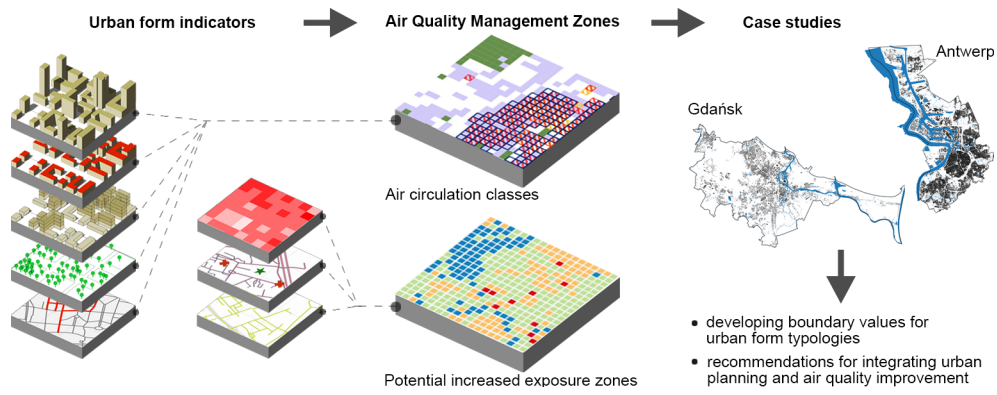 Urban form indicators
Air Quality Management Zones
Case studies
Antwerp
Gdańsk
Air circulation classes
Potential increased exposure zones
• developing boundary values for
urban form typologies
• recommendations for integrating urban
planning and air quality improvement